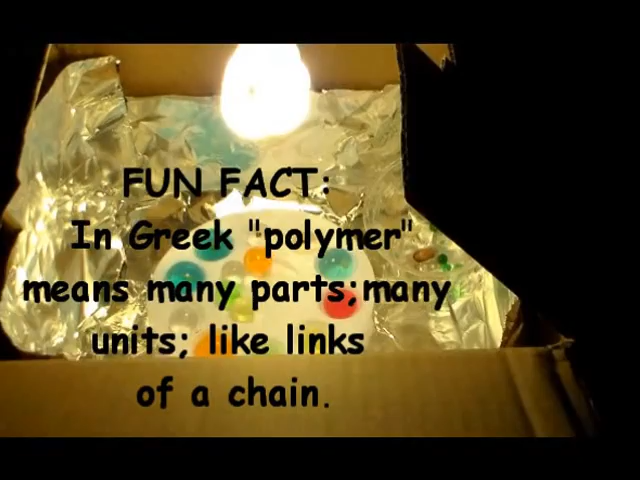 FUN FACT:
In Greek "polymer"
means many parts;many
units; like links
of a chain.